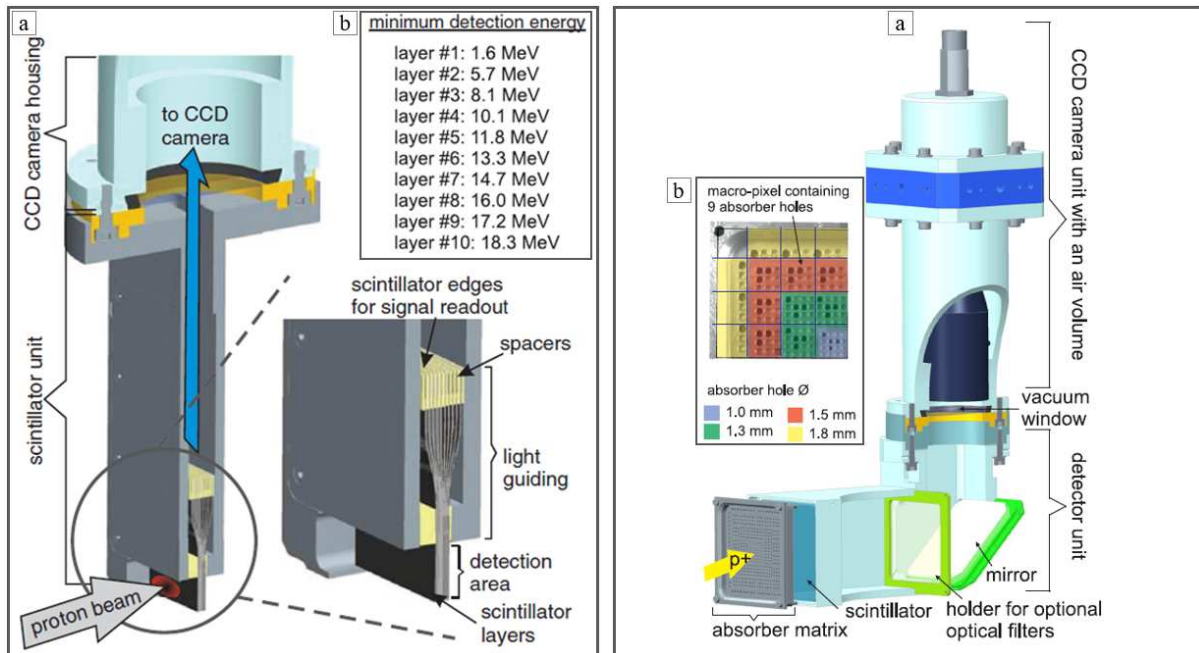 a
b
minimum detection energy
layer #1: 1.6 MeV
layer #2: 5.7 MeV
layer #3: 8.1 MeV
layer #4: 10.1 MeV
layer #5: 11.8 MeV
layer #6: 13.3 MeV
layer #7: 14.7 MeV
layer #8: 16.0 MeV
layer #9: 17.2 MeV
layer #10: 18.3 MeV
CCD camera housing
to CCD
camera
scintillator unit
scintillator edges
for signal readout
spacers
light
guiding
detection
area
scintillator
layers
proton beam
a
CCD camera unit with an air volume
b
macro-pixel containing
9 absorber holes
absorber hole Ø
1.0 mm
1.5 mm
1.3 mm
1.8 mm
vacuum
window
detector unit
p+
mirror
scintillator
holder for optional
optical filters
absorber matrix